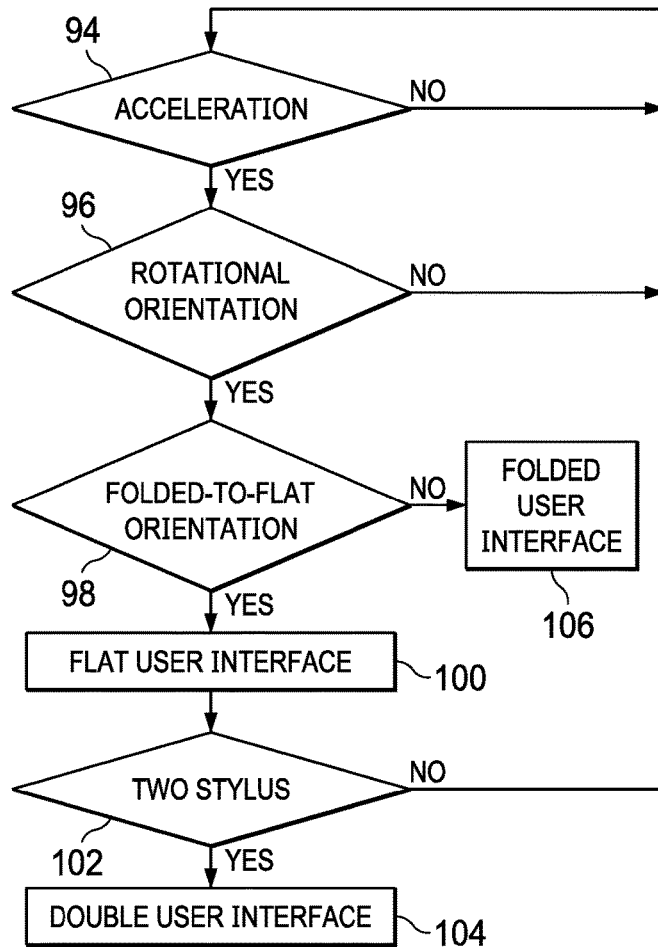 94
ACCELERATION
NO
YES
96
ROTATIONAL
ORIENTATION
NO
YES
FOLDED-TO-FLAT
ORIENTATION
NO
FOLDED
USER
INTERFACE
98
YES
106
FLAT USER INTERFACE
100
TWO STYLUS
NO
102
YES
DOUBLE USER INTERFACE
104